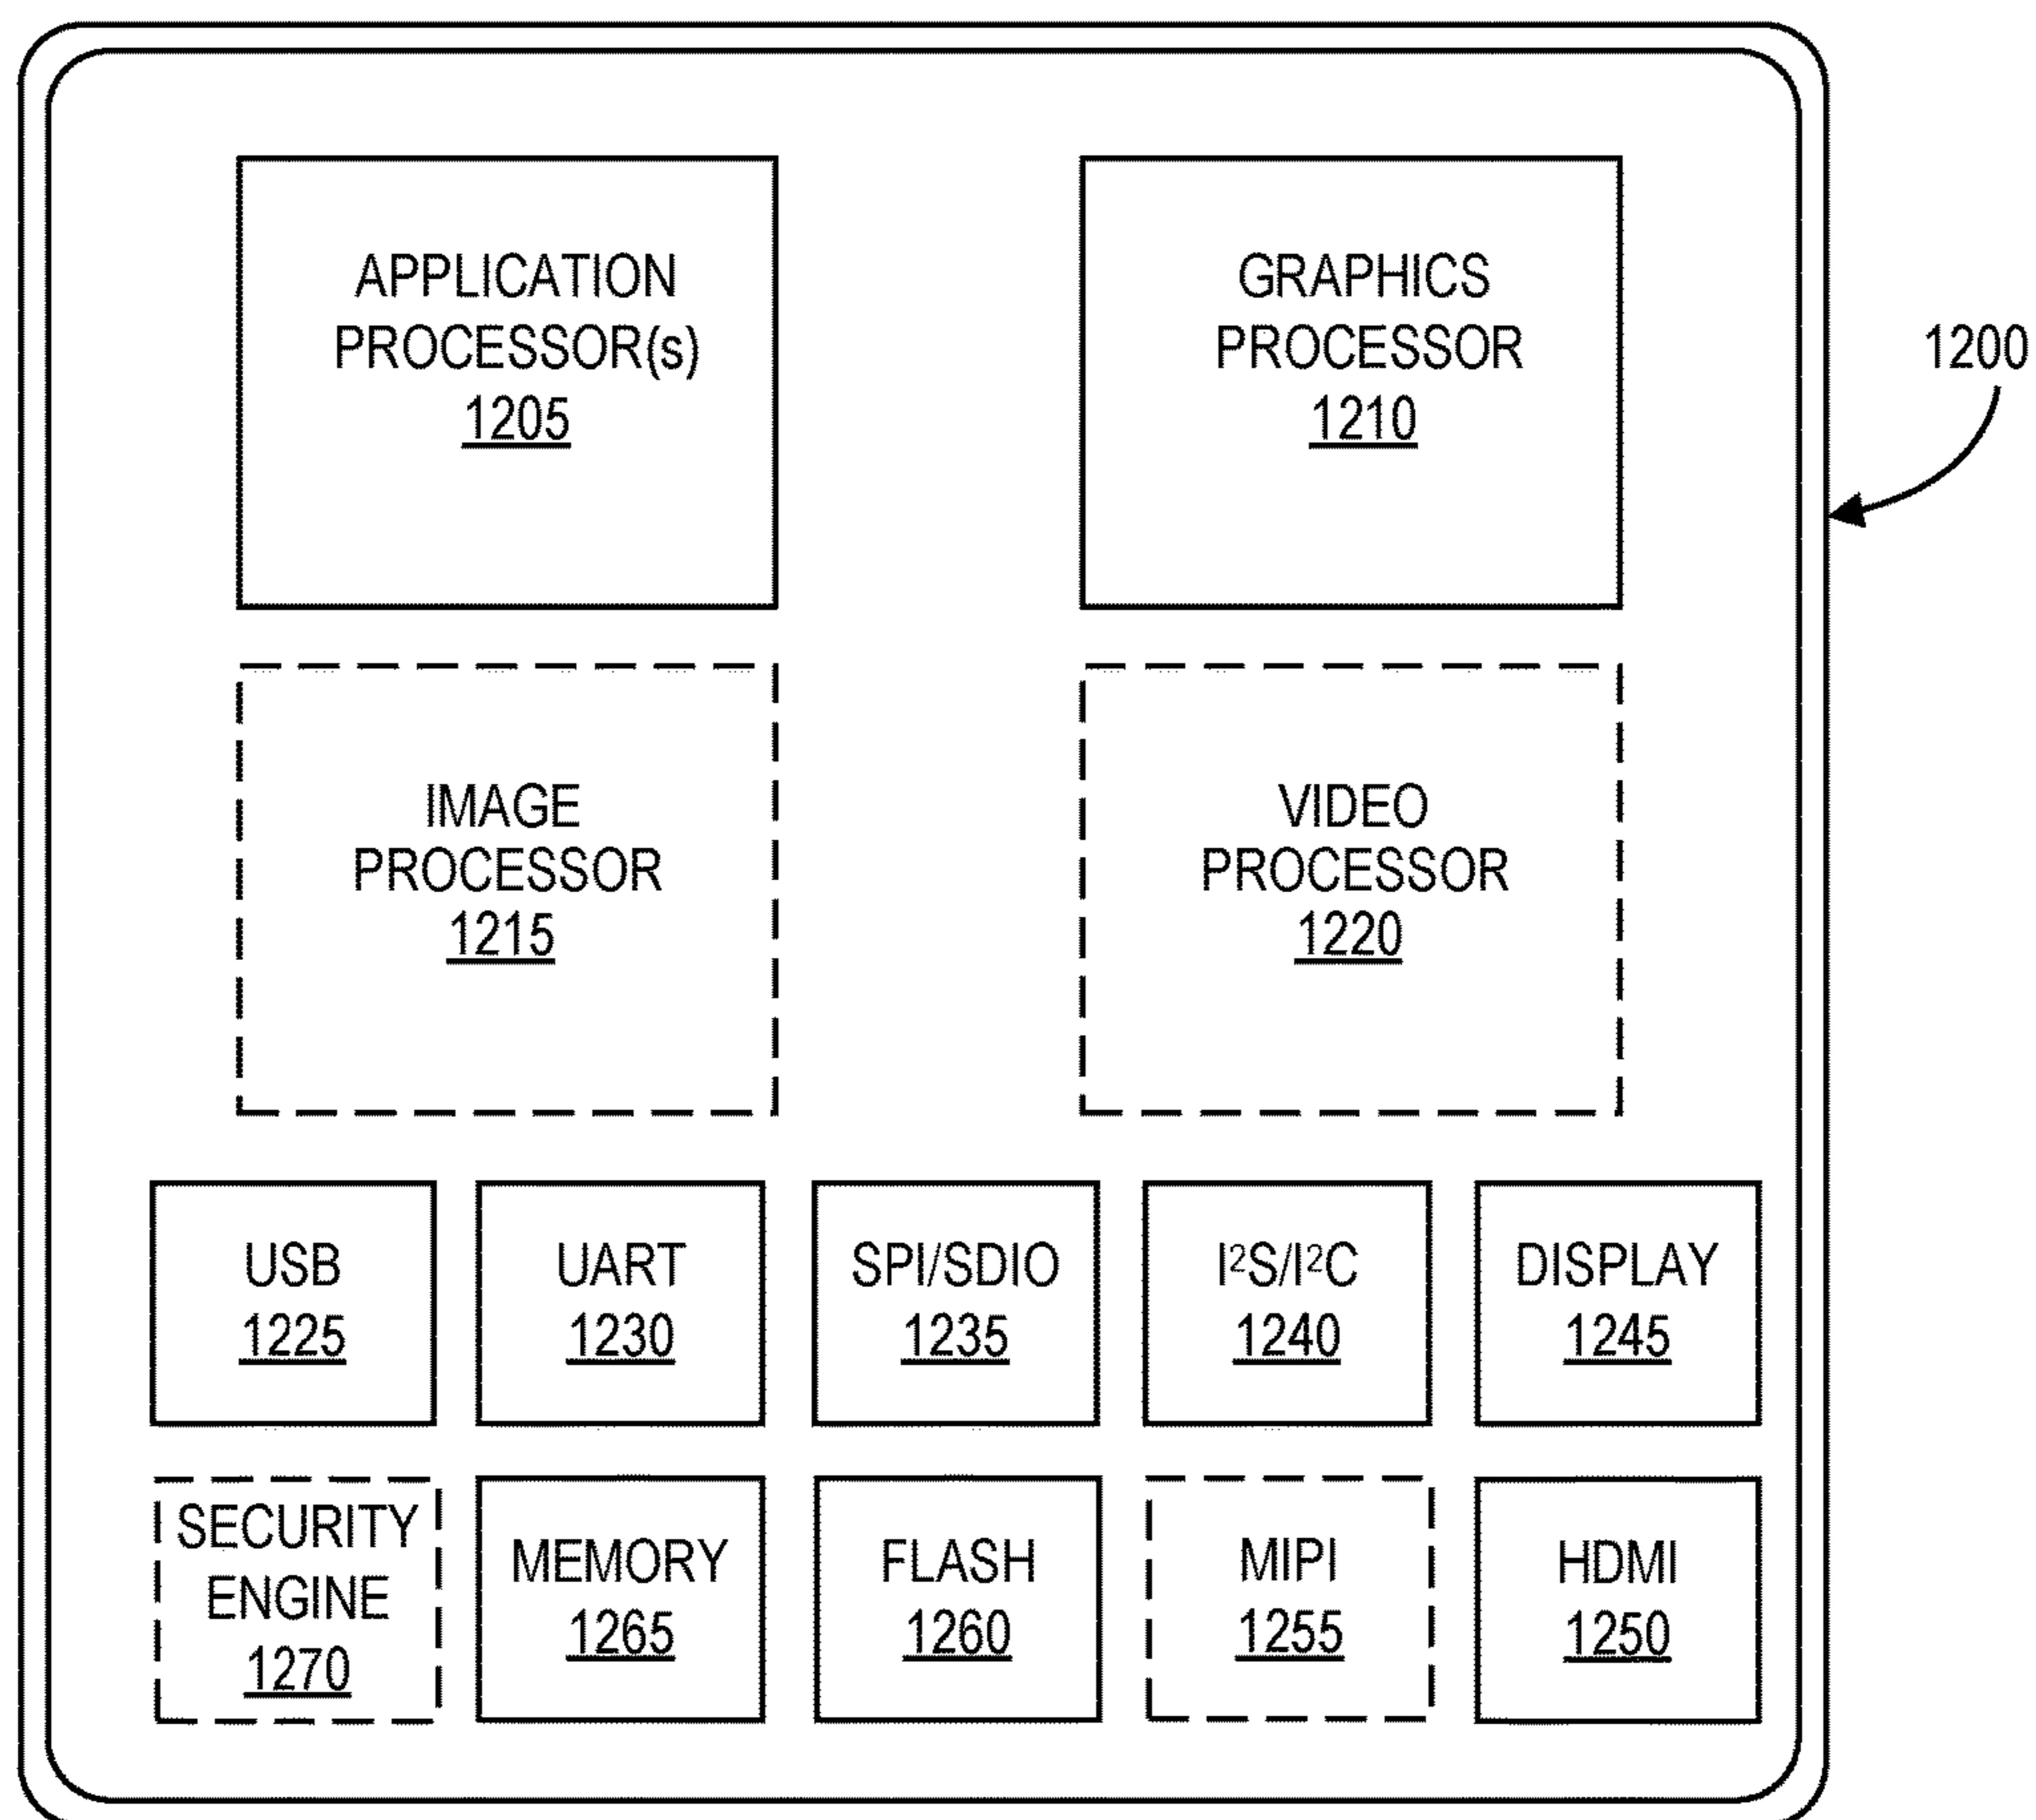 APPLICATION
PROCESSOR(s)
1205
GRAPHICS
PROCESSOR
1210
1200
IMAGE
PROCESSOR
1215
VIDEO
PROCESSOR
1220
USB
1225
UART
1230
SPI/SDIO
1235
I²S/I²C
1240
DISPLAY
1245
SECURITY
ENGINE
1270
MEMORY
1265
FLASH
1260
MIPI
1255
HDMI
1250